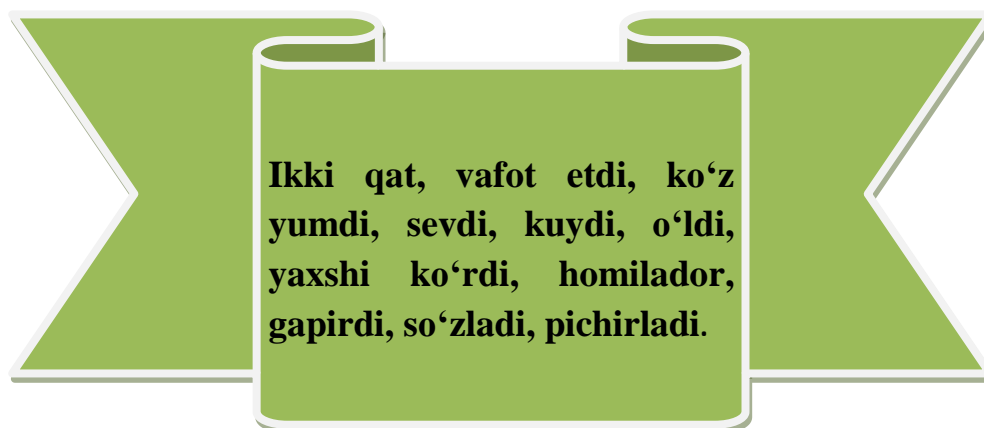 Ikki qat, vafot etdi, ko‘z
yumdi, sevdi, kuydi, o‘ldi,
yaxshi ko‘rdi, homilador,
gapirdi, so‘zladi, pichirladi.